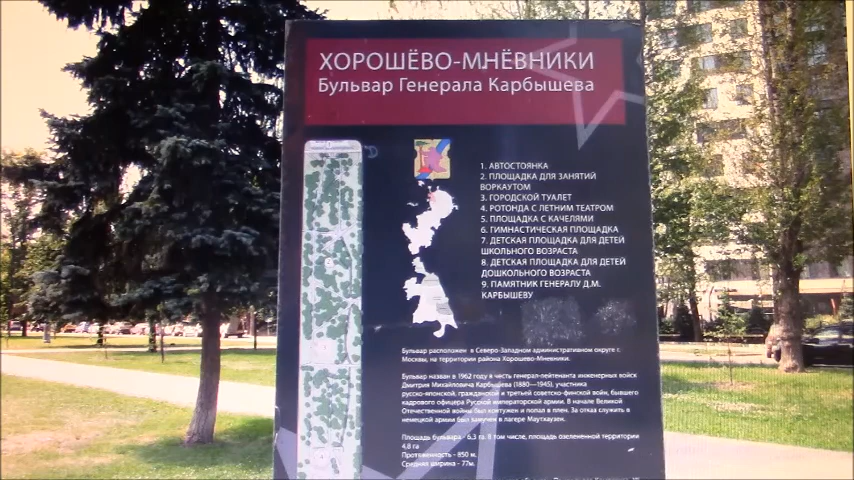 ХОРОШЁВО-МНЁВНИКИ
Бульвар Генерала Карбышева
1. АВТОСТОЯНКА
2. ПЛОЩАДКА ДЛЯ ЗАНЯТИЙ
ВОРКАУТОМ
3. ГОРОДСКОЙ ТУАЛЕТ
4. РОТОНДА С ЛЕТНИМ ТЕАТРОМ
5. ПЛОЩАДКА С КАЧЕЛЯМИ
6. ГИМНАСТИЧЕСКАЯ ПЛОЩАДКА
7. ДЕТСКАЯ ПЛОЩАДКА ДЛЯ ДЕТЕЙ
ШКОЛЬНОГО ВОЗРАСТА
8. ДЕТСКАЯ ПЛОЩАДКА ДЛЯ ДЕТЕЙ
ДОШКОЛЬНОГО ВОЗРАСТА
9. ПАМЯТНИК ГЕНЕРАЛУ Д.М.
КАРБЫШЕВУ
Бульвар расположен в Северо-Западном административном округе г.
Москвы, на территории района Хорошево-Мневники.
Бульвар назван в 1962 году в честь генерал-лейтенанта инженерных войск
Дмитрия Михайловича Карбышева (1880—1945), участника
русско-японской, гражданской и третьей советско-финской войн, бывшего
кадрового офицера Русской императорской армии. В начале Великой
Отечественной войны был контужен и попал в плен. За отказ служить в
немецкой армии был замучен в лагере Маутхаузен.
Площадь бульвара - 6,3 га. В том числе, площадь озелененной территории
4.8 га
Протяженность - 850 м.
Средняя ширина - 77м.